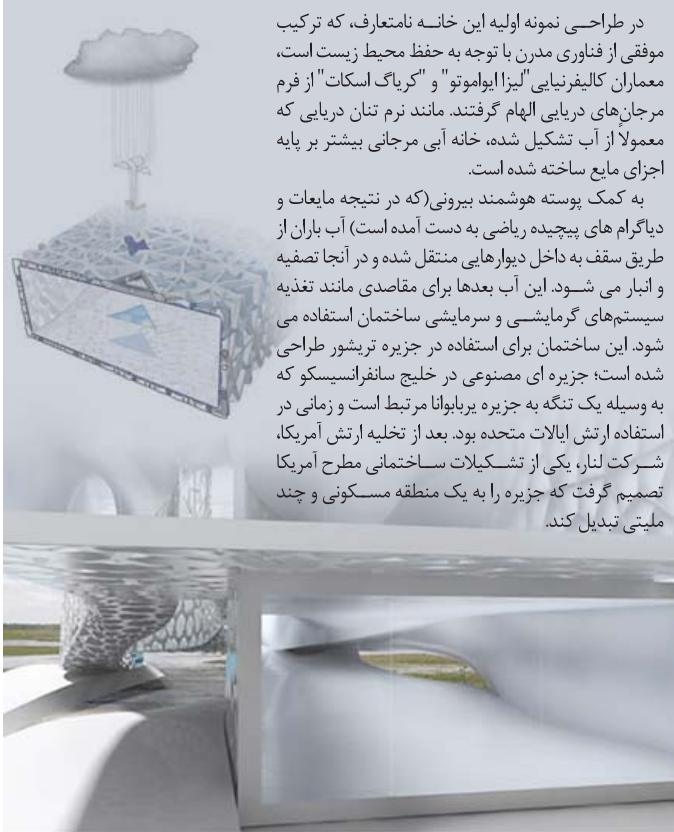 در طراحی نمونه اولیه این خانه نامتعارف، که ترکیب
موفقی از فناوری مدرن با توجه به حفظ محیط زیست است،
معماران کالیفرنیایی"لیزا ایواموتو" و "کریاگ اسکات" از فرم
مرجان‌های دریایی الهام گرفتند. مانند نرم تنان دریایی که
معمولاً از آب تشکیل شده، خانه آبی مرجانی بیشتر بر پایه
اجزای مایع ساخته شده است.
به کمک پوسته هوشمند بیرونی(که در نتیجه مایعات و
دیاگرام های پیچیده ریاضی به دست آمده است) آب باران از
طریق سقف به داخل دیوارهایی منتقل شده و در آنجا تصفیه
و انبار می شود. این آب بعدها برای مقاصدی مانند تغذیه
سیستم‌های گرمایشی و سرمایشی ساختمان استفاده می
شود. این ساختمان برای استفاده در جزیره تریشور طراحی
شده است؛ جزیره ای مصنوعی در خلیج سانفرانسیسکو که
به وسیله یک تنگه به جزیره یربابوانا مرتبط است و زمانی در
استفاده ارتش ایالات متحده بود. بعد از تخلیه ارتش آمریکا،
شرکت لنار، یکی از تشکیلات ساختمانی مطرح آمریکا
تصمیم گرفت که جزیره را به یک منطقه مسکونی و چند
ملیتی تبدیل کند.